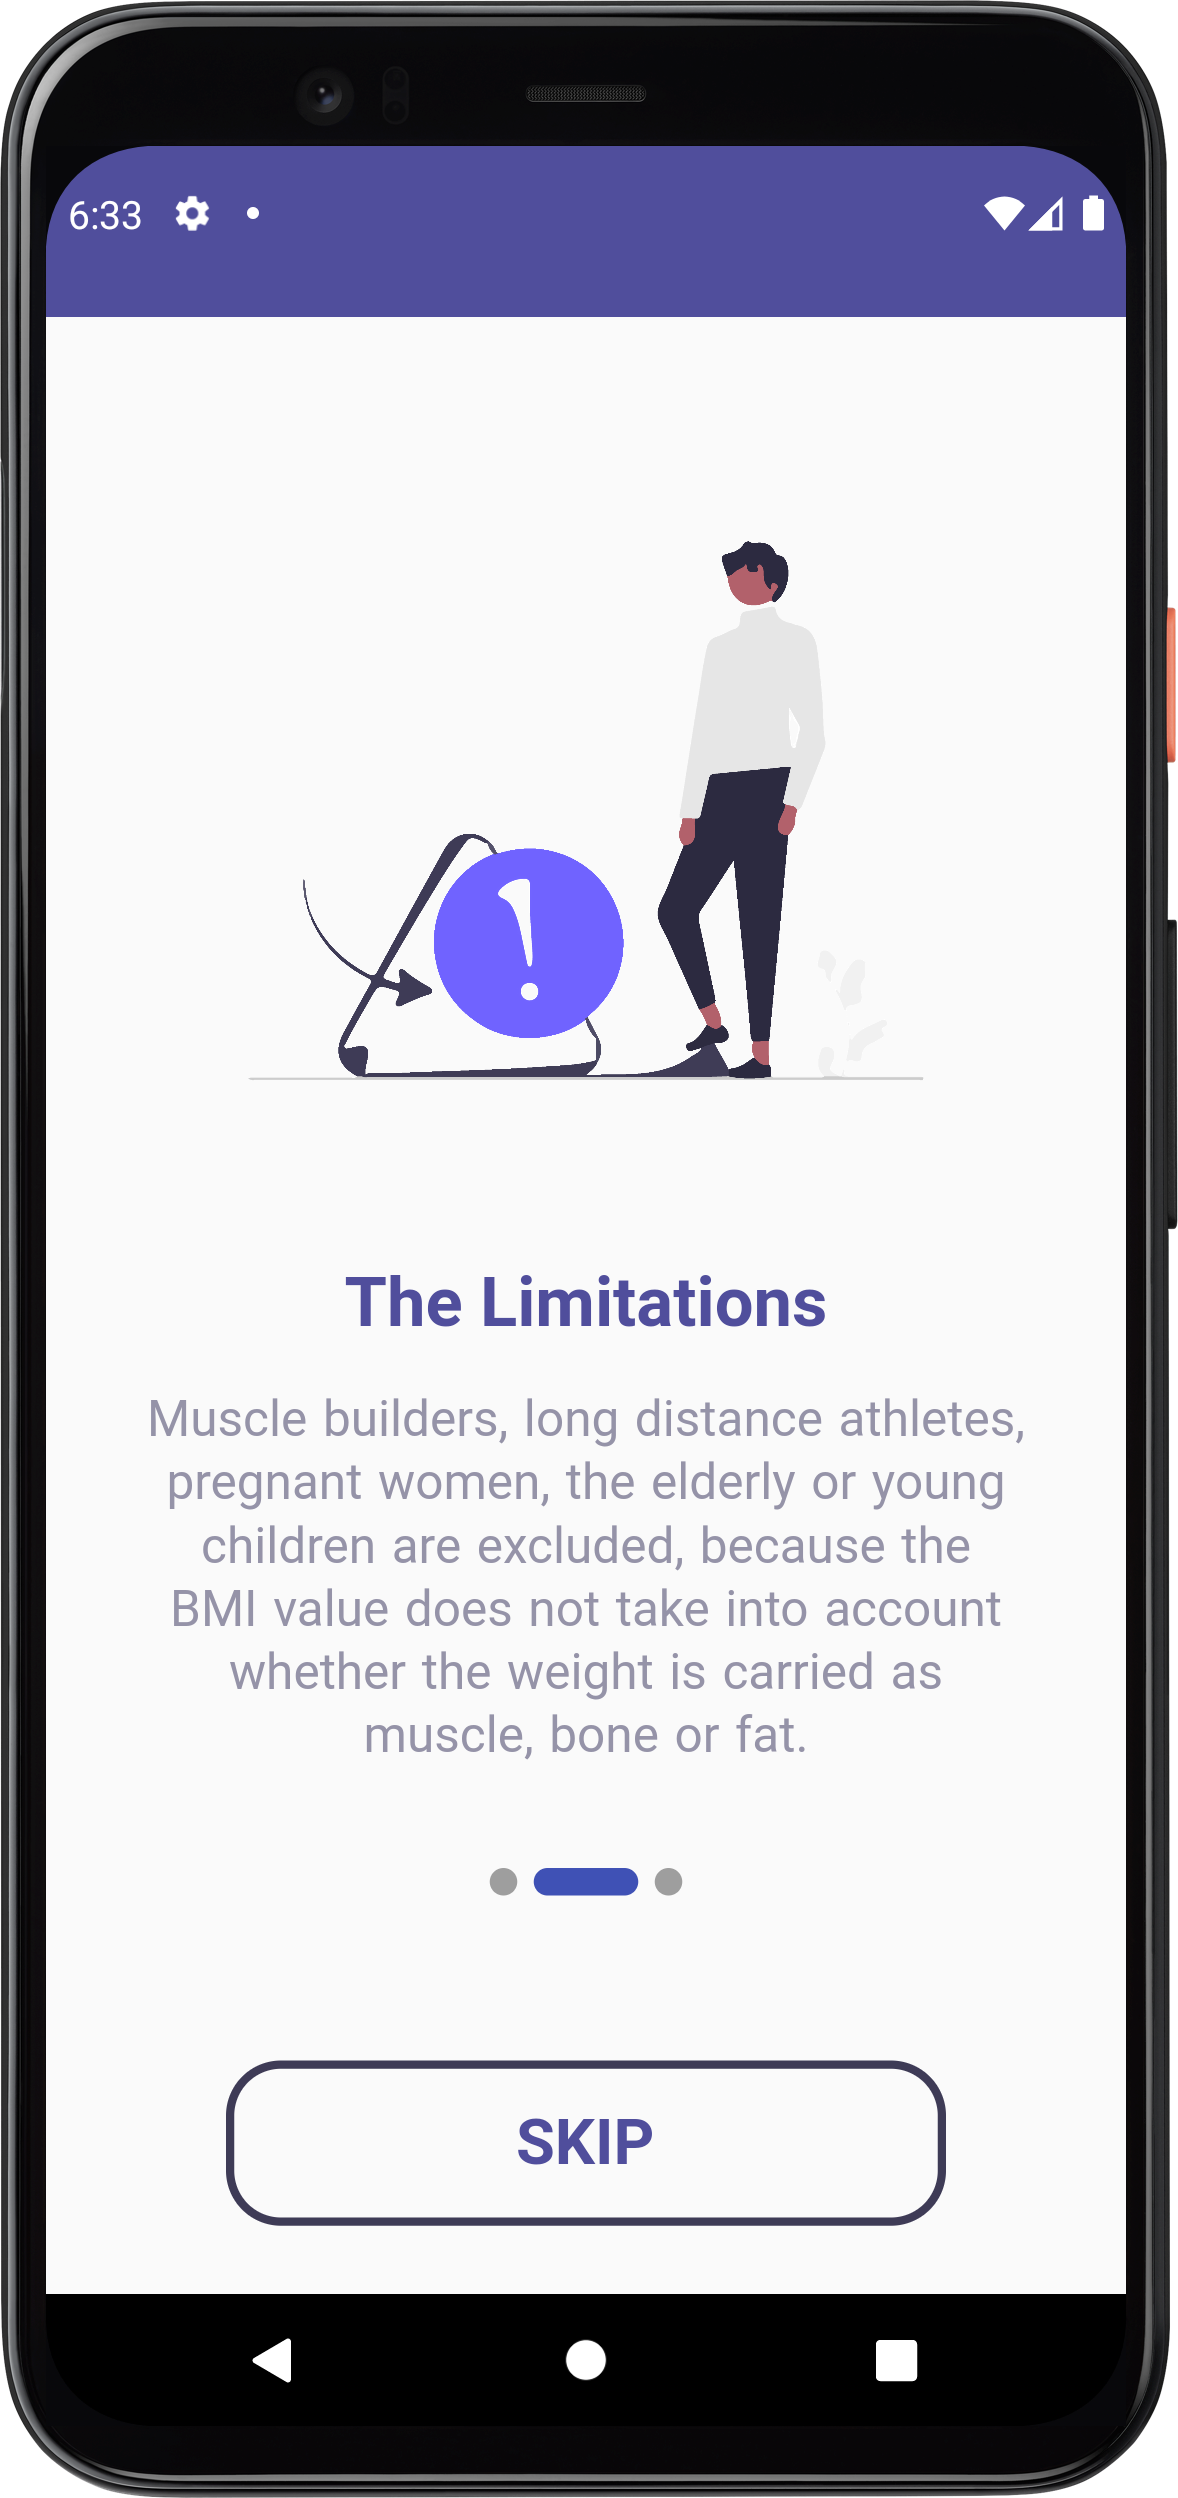 6:33
The Limitations
Muscle builders, long distance athletes,
pregnant women, the elderly or young
children are excluded, because the
BMI value does not take into account
whether the weight is carried as
muscle, bone or fat.
SKIP